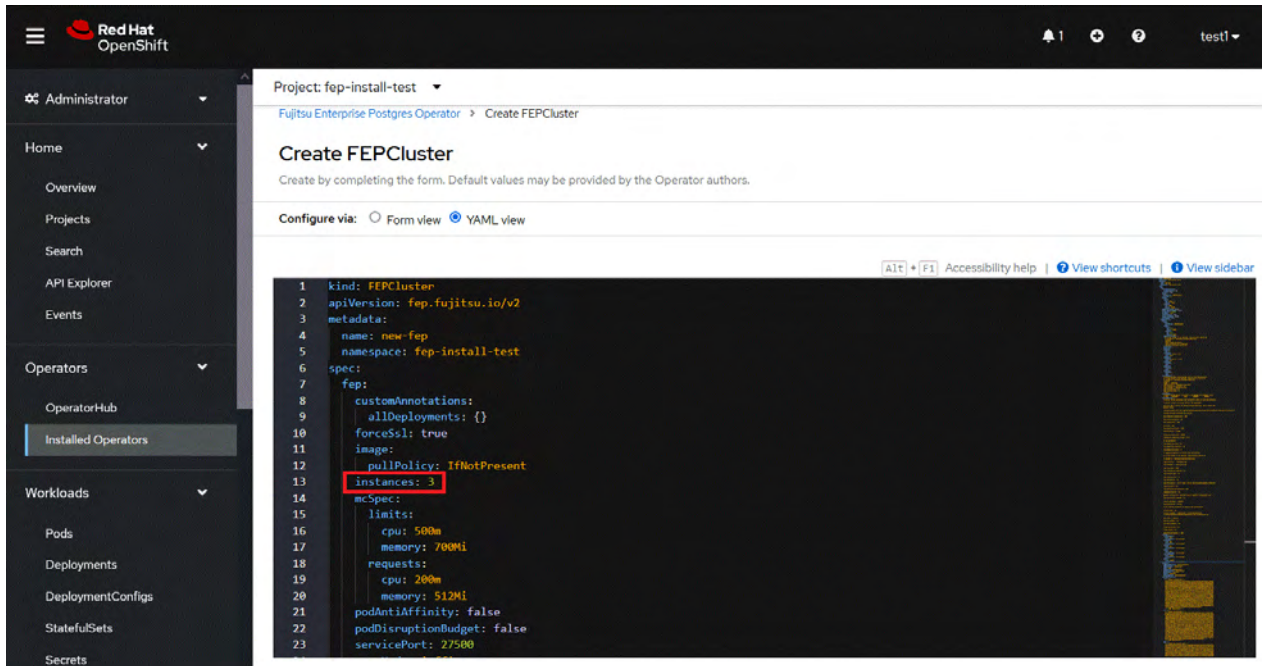 Red Hat
OpenShift
1
test1
Administrator
Home
Overview
Projects
Search
API Explorer
Events
Operators
OperatorHub
Installed Operators
Workloads
Pods
Deployments
DeploymentConfigs
StatefulSets
Secrets
Project: fep-install-test
Fujitsu Enterprise Postgres Operator > Create FEPCluster
Create FEPCluster
Create by completing the form. Default values may be provided by the Operator authors.
Configure via: Form view YAML view
Alt + F1 Accessibility help | View shortcuts | View sidebar
1 kind: FEPCluster
2 apiVersion: fep.fujitsu.io/v2
3 metadata:
4 name: new-fep
5 namespace: fep-install-test
6 spec:
7 fep:
8 customAnnotations:
9 allDeployments: {}
10 forceSsl: true
11 image:
12 pullPolicy: IfNotPresent
13 instances: 3
14 mcSpec:
15 limits:
16 cpu: 500m
17 memory: 700Mi
18 requests:
19 cpu: 200m
20 memory: 512Mi
21 podAntiAffinity: false
22 podDisruptionBudget: false
23 servicePort: 27500